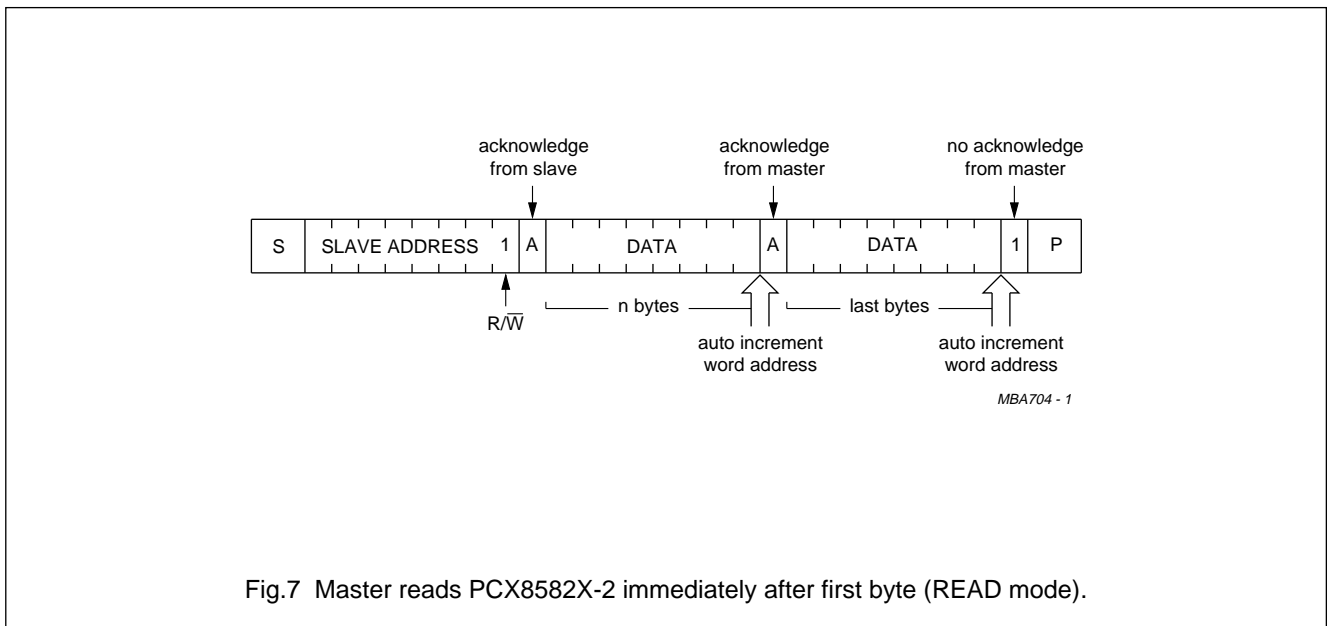 acknowledge
from slave
acknowledge
from master
no acknowledge
from master
S SLAVE ADDRESS 1 A DATA A DATA 1 P
R/W̅
n bytes
last bytes
auto increment
word address
auto increment
word address
MBA704 - 1
Fig.7 Master reads PCX8582X-2 immediately after first byte (READ mode).